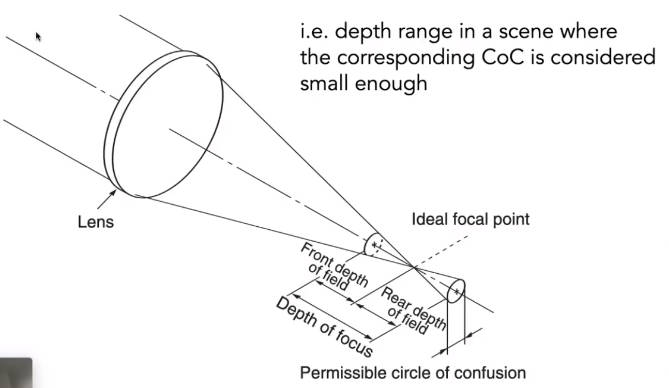 i.e. depth range in a scene where
the corresponding CoC is considered
small enough
Lens
Ideal focal point
Front depth
of field
Rear depth
of field
Depth of focus
Permissible circle of confusion